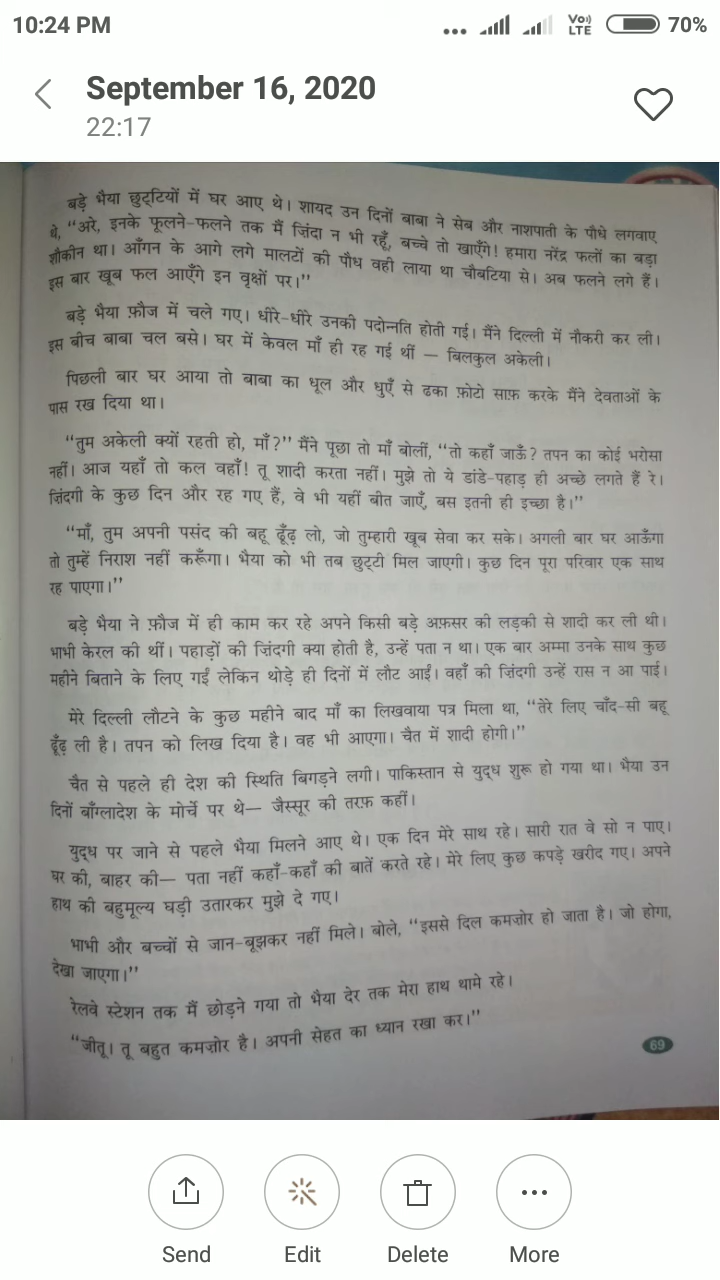 10:24 PM
Vo)) LTE
70%
September 16, 2020
22:17
बड़े भैया छुट्टियों में घर आए थे। शायद उन दिनों बाबा ने सेब और नाशपाती के पौधे लगवाए
थे, “अरे, इनके फूलने-फलने तक मैं ज़िंदा न भी रहूँ, बच्चे तो खाएँगे! हमारा नरेंद्र फलों का बड़ा
शौकीन था। आँगन के आगे लगे मालटों की पौध वही लाया था चौबटिया से। अब फलने लगे हैं।
इस बार खूब फल आएँगे इन वृक्षों पर।”
बड़े भैया फ़ौज में चले गए। धीरे-धीरे उनकी पदोन्नति होती गई। मैंने दिल्ली में नौकरी कर ली।
इस बीच बाबा चल बसे। घर में केवल माँ ही रह गई थीं — बिलकुल अकेली।
पिछली बार घर आया तो बाबा का धूल और धुएँ से ढका फ़ोटो साफ़ करके मैंने देवताओं के
पास रख दिया था।
“तुम अकेली क्यों रहती हो, माँ?” मैंने पूछा तो माँ बोलीं, “तो कहाँ जाऊँ? तपन का कोई भरोसा
नहीं। आज यहाँ तो कल वहाँ! तू शादी करता नहीं। मुझे तो ये डांडे-पहाड़ ही अच्छे लगते हैं रे।
ज़िंदगी के कुछ दिन और रह गए हैं, वे भी यहीं बीत जाएँ, बस इतनी ही इच्छा है।”
“माँ, तुम अपनी पसंद की बहू ढूँढ़ लो, जो तुम्हारी खूब सेवा कर सके। अगली बार घर आऊँगा
तो तुम्हें निराश नहीं करूँगा। भैया को भी तब छुट्टी मिल जाएगी। कुछ दिन पूरा परिवार एक साथ
रह पाएगा।”
बड़े भैया ने फ़ौज में ही काम कर रहे अपने किसी बड़े अफ़सर की लड़की से शादी कर ली थी।
भाभी केरल की थीं। पहाड़ों की ज़िंदगी क्या होती है, उन्हें पता न था। एक बार अम्मा उनके साथ कुछ
महीने बिताने के लिए गईं लेकिन थोड़े ही दिनों में लौट आईं। वहाँ की ज़िंदगी उन्हें रास न आ पाई।
मेरे दिल्ली लौटने के कुछ महीने बाद माँ का लिखवाया पत्र मिला था, “तेरे लिए चाँद-सी बहू
ढूँढ़ ली है। तपन को लिख दिया है। वह भी आएगा। चैत में शादी होगी।”
चैत से पहले ही देश की स्थिति बिगड़ने लगी। पाकिस्तान से युद्ध शुरू हो गया था। भैया उन
दिनों बाँग्लादेश के मोर्चे पर थे— जैस्सूर की तरफ़ कहीं।
युद्ध पर जाने से पहले भैया मिलने आए थे। एक दिन मेरे साथ रहे। सारी रात वे सो न पाए।
घर की, बाहर की— पता नहीं कहाँ-कहाँ की बातें करते रहे। मेरे लिए कुछ कपड़े खरीद गए। अपने
हाथ की बहुमूल्य घड़ी उतारकर मुझे दे गए।
भाभी और बच्चों से जान-बूझकर नहीं मिले। बोले, “इससे दिल कमज़ोर हो जाता है। जो होगा,
देखा जाएगा।”
रेलवे स्टेशन तक मैं छोड़ने गया तो भैया देर तक मेरा हाथ थामे रहे।
“जीतू। तू बहुत कमज़ोर है। अपनी सेहत का ध्यान रखा कर।”
69
Send Edit Delete More